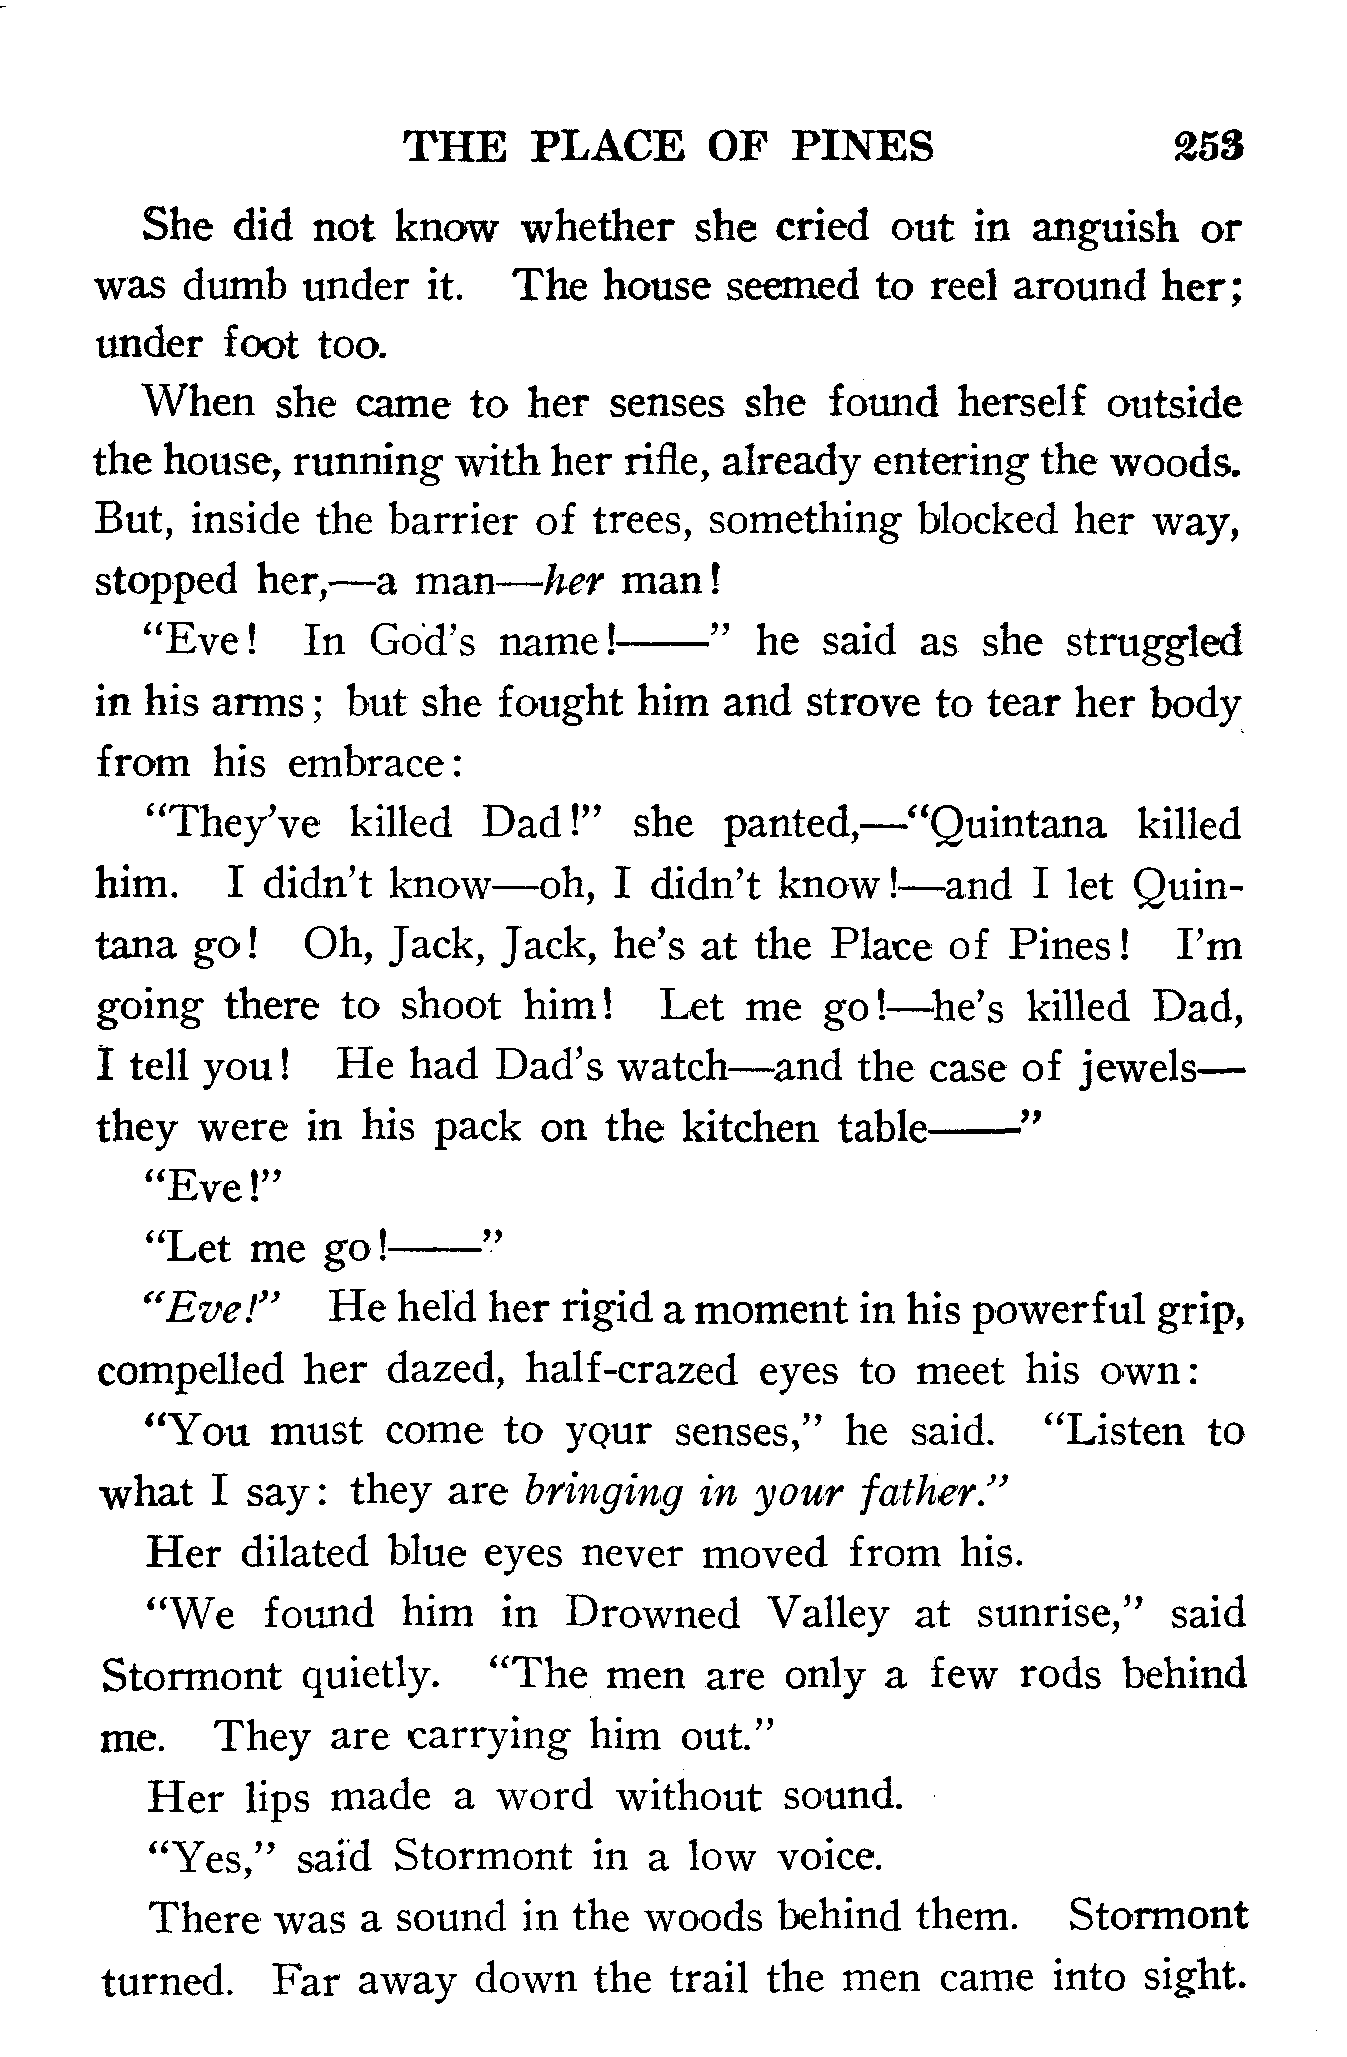 THE PLACE OF PINES 253
She did not know whether she cried out in anguish or
was dumb under it. The house seemed to reel around her;
under foot too.
When she came to her senses she found herself outside
the house, running with her rifle, already entering the woods.
But, inside the barrier of trees, something blocked her way,
stopped her,—a man—her man!
"Eve! In God's name!——" he said as she struggled
in his arms; but she fought him and strove to tear her body
from his embrace:
"They've killed Dad!" she panted,—"Quintana killed
him. I didn't know—oh, I didn't know!—and I let Quin-
tana go! Oh, Jack, Jack, he's at the Place of Pines! I'm
going there to shoot him! Let me go!—he's killed Dad,
I tell you! He had Dad's watch—and the case of jewels—
they were in his pack on the kitchen table——"
"Eve!"
"Let me go!——"
"Eve!" He held her rigid a moment in his powerful grip,
compelled her dazed, half-crazed eyes to meet his own:
"You must come to your senses," he said. "Listen to
what I say: they are bringing in your father."
Her dilated blue eyes never moved from his.
"We found him in Drowned Valley at sunrise," said
Stormont quietly. "The men are only a few rods behind
me. They are carrying him out."
Her lips made a word without sound.
"Yes," said Stormont in a low voice.
There was a sound in the woods behind them. Stormont
turned. Far away down the trail the men came into sight.